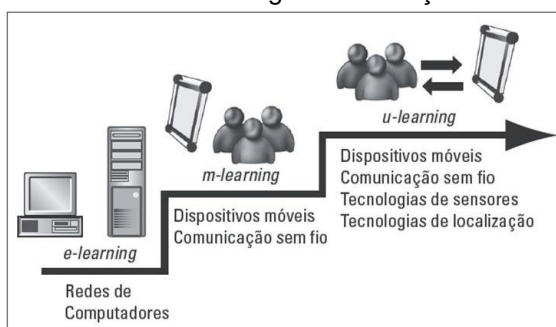 e-learning
Redes de
Computadores
m-learning
Dispositivos móveis
Comunicação sem fio
u-learning
Dispositivos móveis
Comunicação sem fio
Tecnologias de sensores
Tecnologias de localização